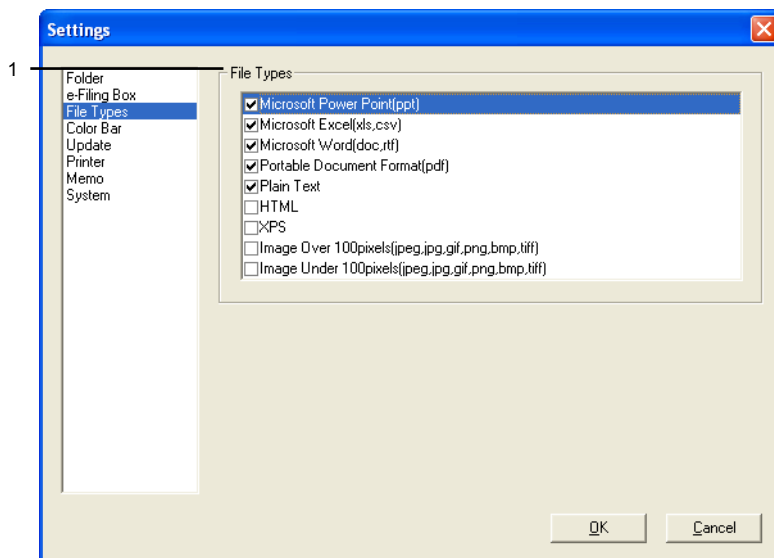 Settings
1
Folder
e-Filing Box
File Types
Color Bar
Update
Printer
Memo
System
File Types
Microsoft Power Point(ppt)
Microsoft Excel(xls,csv)
Microsoft Word(doc,rtf)
Portable Document Format(pdf)
Plain Text
HTML
XPS
Image Over 100pixels(jpeg,jpg,gif,png,bmp,tiff)
Image Under 100pixels(jpeg,jpg,gif,png,bmp,tiff)
OK
Cancel